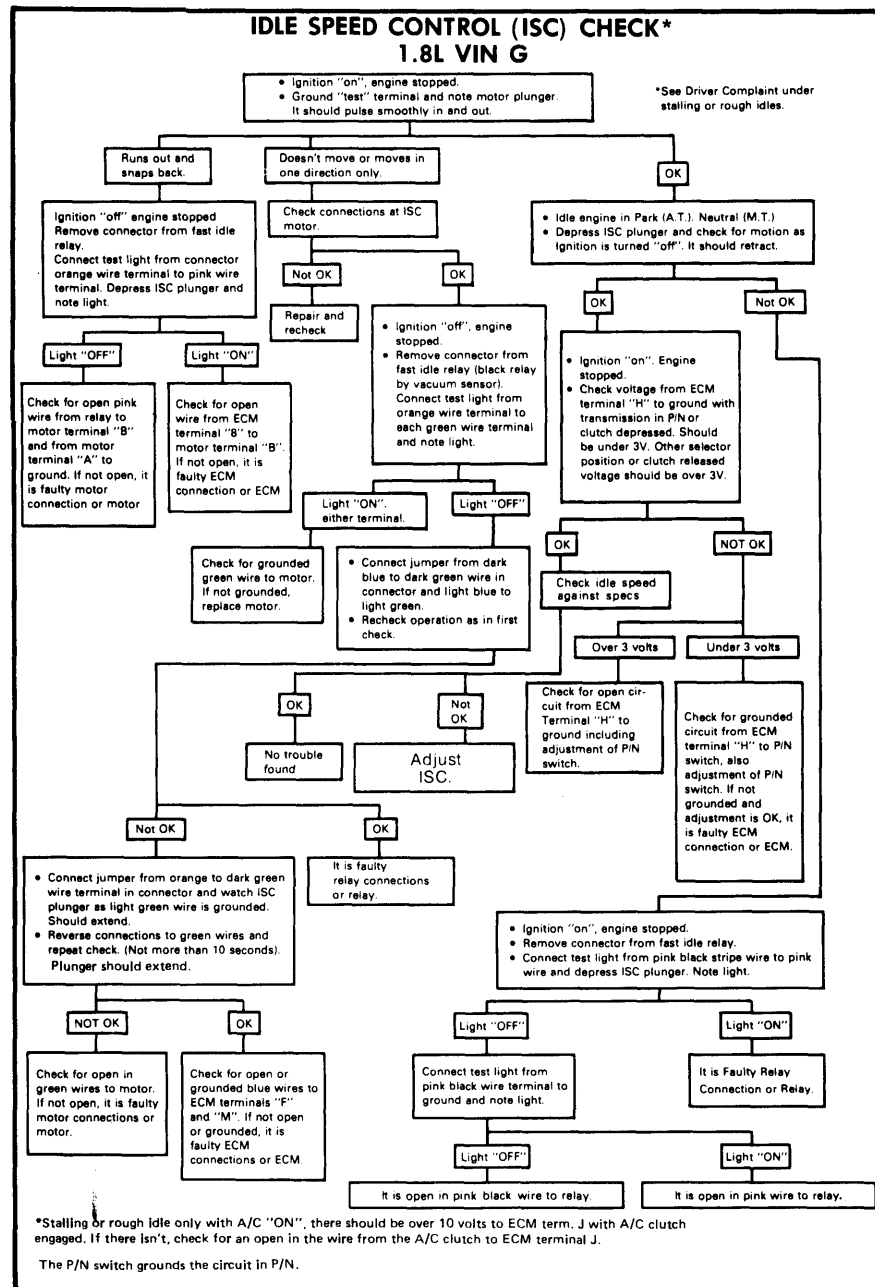 IDLE SPEED CONTROL (ISC) CHECK*
1.8L VIN G
• Ignition "on", engine stopped.
• Ground "test" terminal and note motor plunger.
It should pulse smoothly in and out.
*See Driver Complaint under
stalling or rough idles.
Runs out and
snaps back.
Doesn't move or moves in
one direction only.
OK
Ignition "off" engine stopped
Remove connector from fast idle
relay.
Connect test light from connector
orange wire terminal to pink wire
terminal. Depress ISC plunger and
note light.
Check connections at ISC
motor.
• Idle engine in Park (A.T.). Neutral (M.T.)
• Depress ISC plunger and check for motion as
Ignition is turned "off". It should retract.
Not OK
OK
OK
Not OK
Repair and
recheck
• Ignition "off", engine
stopped.
• Remove connector from
fast idle relay (black relay
by vacuum sensor).
Connect test light from
orange wire terminal to
each green wire terminal
and note light.
• Ignition "on". Engine
stopped.
• Check voltage from ECM
terminal "H" to ground with
transmission in P/N or
clutch depressed. Should
be under 3V. Other selector
position or clutch released
voltage should be over 3V.
Light "OFF"
Light "ON"
Check for open pink
wire from relay to
motor terminal "B"
and from motor
terminal "A" to
ground. If not open, it
is faulty motor
connection or motor
Check for open
wire from ECM
terminal "8" to
motor terminal "B".
If not open, it is
faulty ECM
connection or ECM
Light "ON".
either terminal.
Light "OFF"
OK
NOT OK
Check for grounded
green wire to motor.
If not grounded,
replace motor.
• Connect jumper from dark
blue to dark green wire in
connector and light blue to
light green.
• Recheck operation as in first
check.
Check idle speed
against specs
Over 3 volts
Under 3 volts
OK
Not
OK
Check for open cir-
cuit from ECM
Terminal "H" to
ground including
adjustment of P/N
switch.
Check for grounded
circuit from ECM
terminal "H" to P/N
switch, also
adjustment of P/N
switch. If not
grounded and
adjustment is OK, it
is faulty ECM
connection or ECM.
No trouble
found
Adjust
ISC.
Not OK
OK
• Connect jumper from orange to dark green
wire terminal in connector and watch ISC
plunger as light green wire is grounded.
Should extend.
• Reverse connections to green wires and
repeat check. (Not more than 10 seconds).
Plunger should extend.
It is faulty
relay connections
or relay.
• Ignition "on", engine stopped.
• Remove connector from fast idle relay.
• Connect test light from pink black stripe wire to pink
wire and depress ISC plunger. Note light.
NOT OK
OK
Light "OFF"
Light "ON"
Check for open in
green wires to motor.
If not open, it is faulty
motor connections or
motor.
Check for open or
grounded blue wires to
ECM terminals "F"
and "M". If not open
or grounded, it is
faulty ECM
connections or ECM.
Connect test light from
pink black wire terminal to
ground and note light.
It is Faulty Relay
Connection or Relay.
Light "OFF"
Light "ON"
It is open in pink black wire to relay.
It is open in pink wire to relay.
*Stalling or rough idle only with A/C "ON", there should be over 10 volts to ECM term. J with A/C clutch
engaged. If there isn't, check for an open in the wire from the A/C clutch to ECM terminal J.
The P/N switch grounds the circuit in P/N.